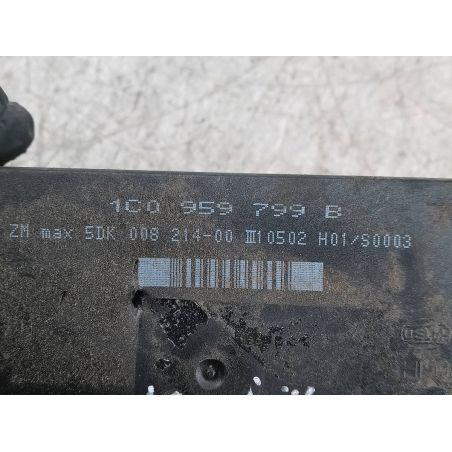 1C0 959 799 B
ZM max 5DK 008 214-00 III10502 H01/S0003